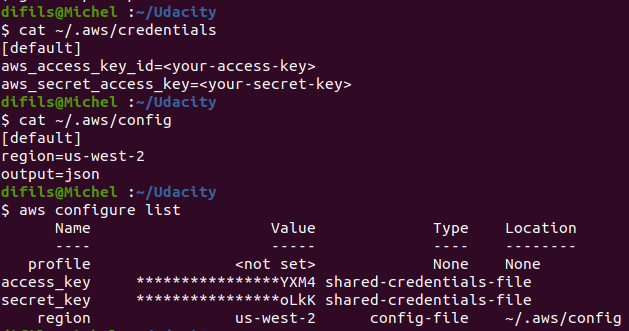 difils@Michel :~/Udacity
$ cat ~/.aws/credentials
[default]
aws_access_key_id=<your-access-key>
aws_secret_access_key=<your-secret-key>
difils@Michel :~/Udacity
$ cat ~/.aws/config
[default]
region=us-west-2
output=json
difils@Michel :~/Udacity
$ aws configure list
      Name                    Value             Type    Location
      ----                    -----             ----    --------
   profile                <not set>             None    None
access_key     ****************YXM4 shared-credentials-file
secret_key     ****************oLkK shared-credentials-file
    region                us-west-2      config-file    ~/.aws/config